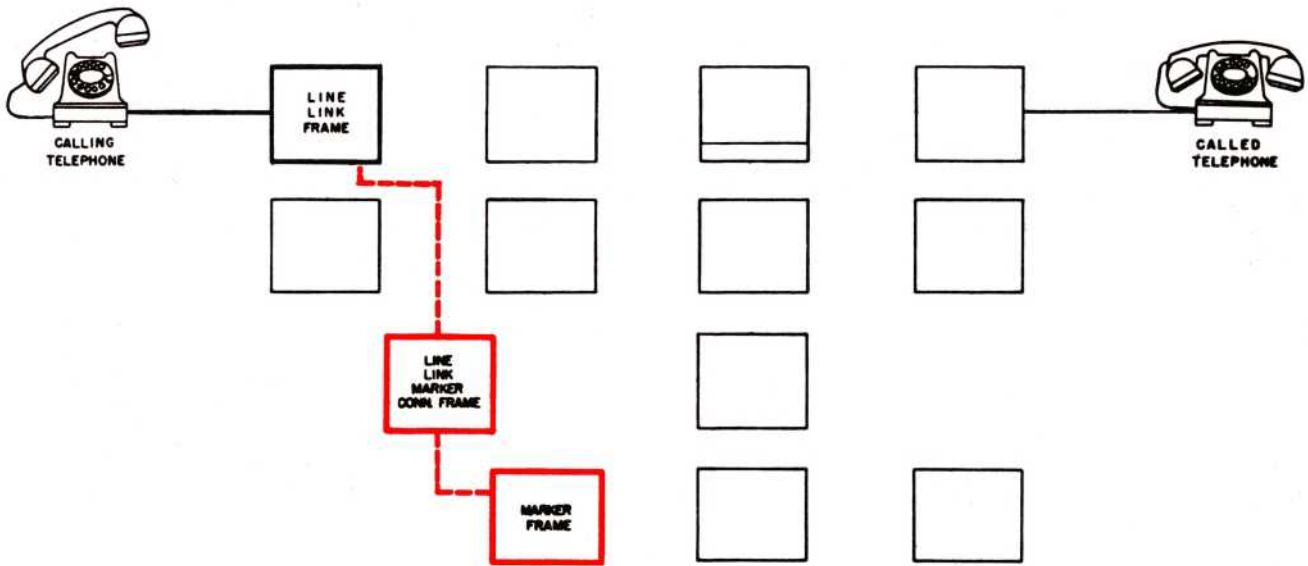 LINE
LINK
FRAME
CALLING
TELEPHONE
CALLED
TELEPHONE
LINE
LINK
MARKER
CONN. FRAME
MARKER
FRAME